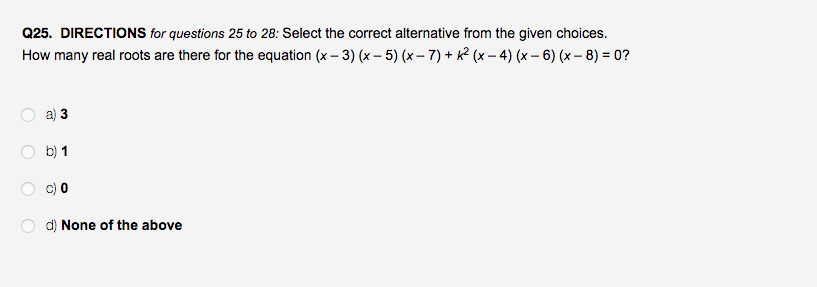 Q25. DIRECTIONS for questions 25 to 28: Select the correct alternative from the given choices.
How many real roots are there for the equation (x – 3) (x – 5) (x – 7) + k² (x – 4) (x – 6) (x – 8) = 0?
a) 3
b) 1
c) 0
d) None of the above